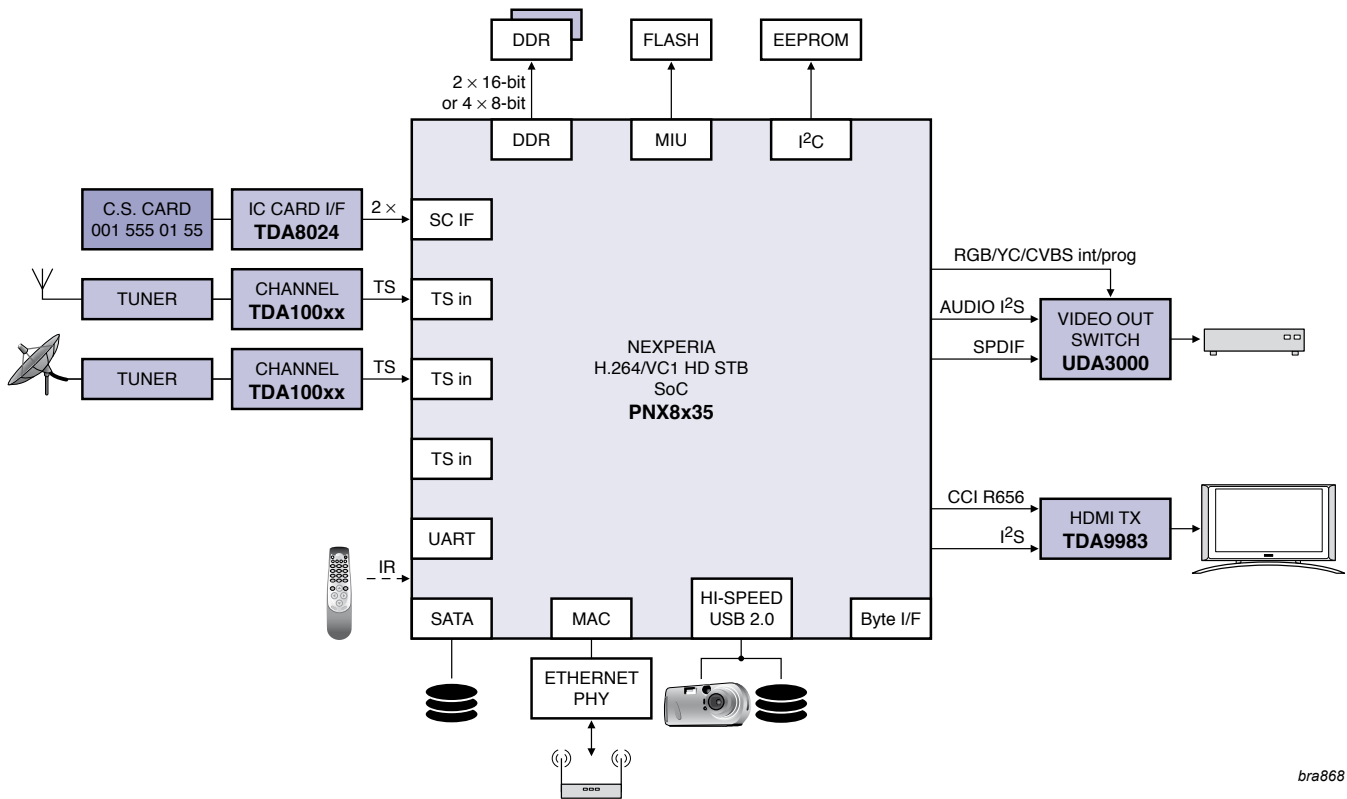 DDR
FLASH
EEPROM
2 × 16-bit
or 4 × 8-bit
DDR
MIU
I²C
C.S. CARD
001 555 01 55
IC CARD I/F
TDA8024
2 ×
SC IF
TUNER
CHANNEL
TDA100xx
TS
TS in
TUNER
CHANNEL
TDA100xx
TS
TS in
TS in
UART
IR
NEXPERIA
H.264/VC1 HD STB
SoC
PNX8x35
RGB/YC/CVBS int/prog
AUDIO I²S
SPDIF
VIDEO OUT
SWITCH
UDA3000
CCI R656
I²S
HDMI TX
TDA9983
SATA
MAC
HI-SPEED
USB 2.0
Byte I/F
ETHERNET
PHY
bra868